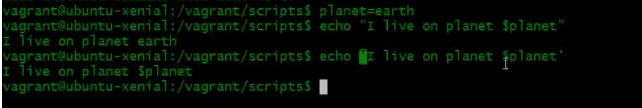 vagrant@ubuntu-xenial:/vagrant/scripts$ planet=earth
vagrant@ubuntu-xenial:/vagrant/scripts$ echo "I live on planet $planet"
I live on planet earth
vagrant@ubuntu-xenial:/vagrant/scripts$ echo 'I live on planet $planet'
I live on planet $planet
vagrant@ubuntu-xenial:/vagrant/scripts$